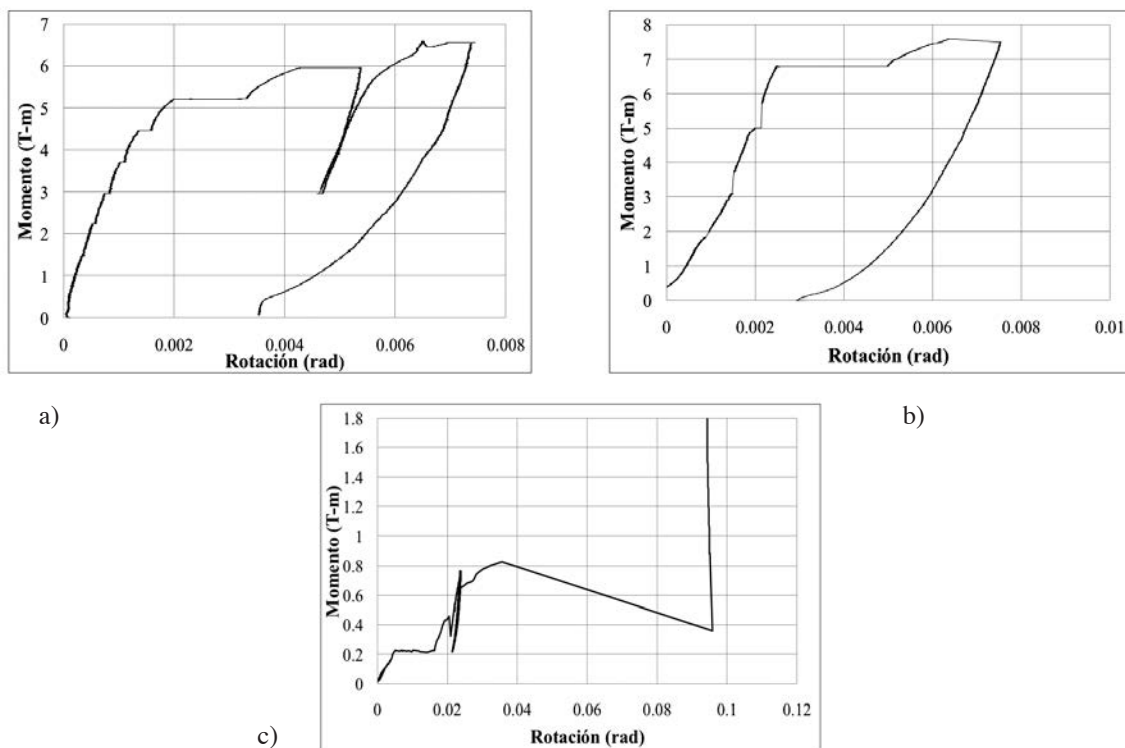 7
6
5
4
3
2
1
0
Momento (T-m)
0 0.002 0.004 0.006 0.008
Rotación (rad)
8
7
6
5
4
3
2
1
0
Momento (T-m)
0 0.002 0.004 0.006 0.008 0.01
Rotación (rad)
a)
b)
1.8
1.6
1.4
1.2
1
0.8
0.6
0.4
0.2
0
Momento (T-m)
0 0.02 0.04 0.06 0.08 0.1 0.12
Rotación (rad)
c)